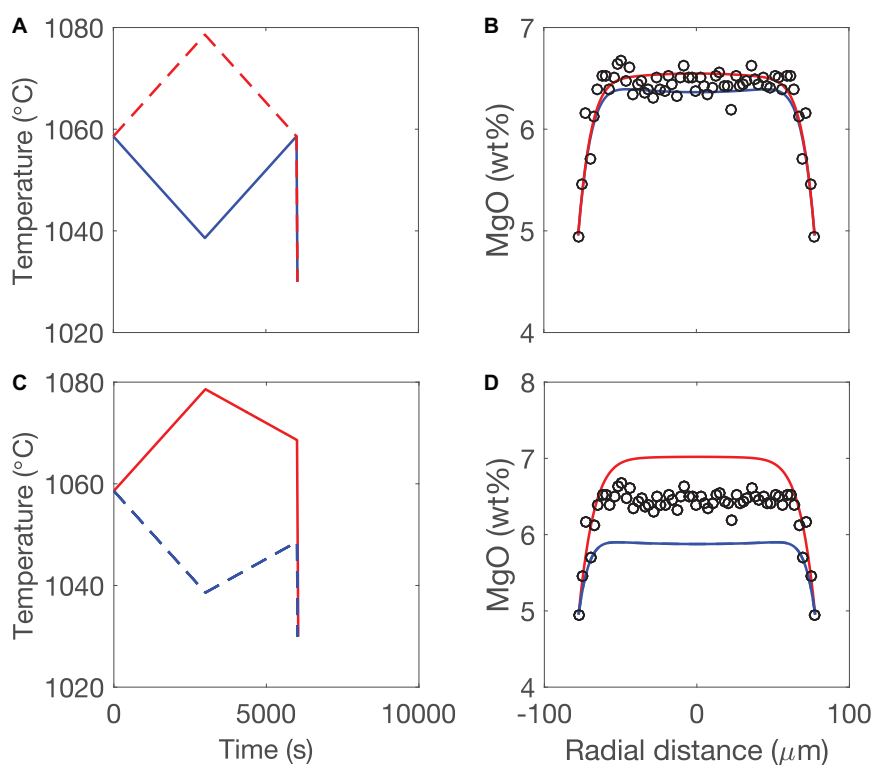 A
Temperature (°C)
1080
1060
1040
1020
B
MgO (wt%)
7
6
5
4
C
Temperature (°C)
1080
1060
1040
1020
0
5000
10000
Time (s)
D
MgO (wt%)
8
7
6
5
4
-100
0
100
Radial distance (μm)